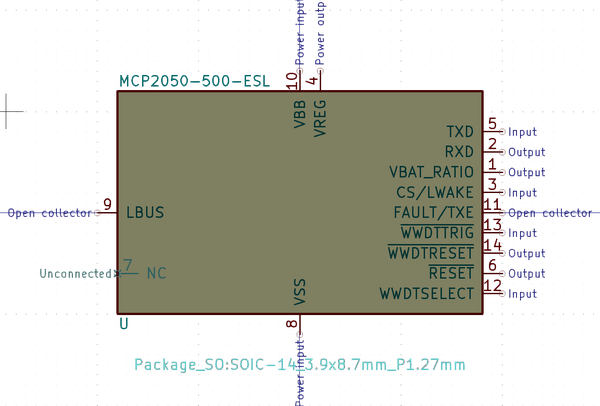 Power input
Power outp
MCP2050-500-ESL
10
4
VBB
VREG
TXD 5 Input
RXD 2 Output
VBAT_RATIO 1 Output
CS/LWAKE 3 Input
Open collector 9 LBUS
FAULT/TXE 11 Open collector
WWDTTRIG 13 Input
WWDTRESET 14 Output
Unconnected 7 NC
RESET 6 Output
WWDTSELECT 12 Input
VSS
U
8
Power input
Package_SO:SOIC-14_3.9x8.7mm_P1.27mm